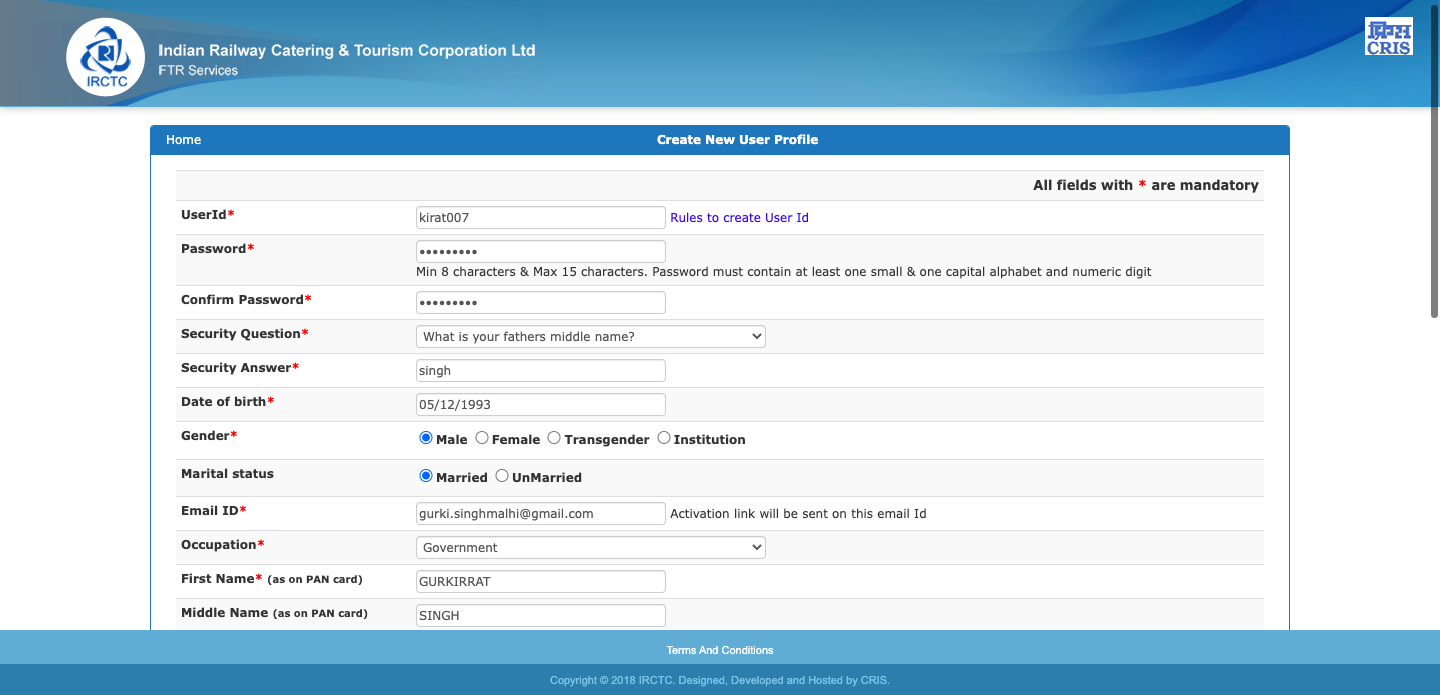 IRCTC
Indian Railway Catering & Tourism Corporation Ltd
FTR Services
क्रिस
CRIS
Home
Create New User Profile
All fields with * are mandatory
UserId* kirat007 Rules to create User Id
Password* •••••••••
Min 8 characters & Max 15 characters. Password must contain at least one small & one capital alphabet and numeric digit
Confirm Password* •••••••••
Security Question* What is your fathers middle name?
Security Answer* singh
Date of birth* 05/12/1993
Gender* Male Female Transgender Institution
Marital status Married UnMarried
Email ID* gurki.singhmalhi@gmail.com Activation link will be sent on this email Id
Occupation* Government
First Name* (as on PAN card) GURKIRRAT
Middle Name (as on PAN card) SINGH
Terms And Conditions
Copyright © 2018 IRCTC. Designed, Developed and Hosted by CRIS.